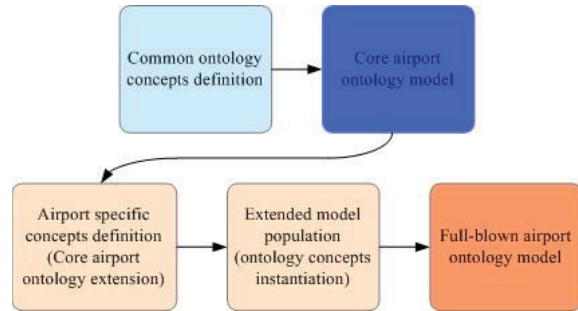 Common ontology
concepts definition
Core airport
ontology model
Airport specific
concepts definition
(Core airport
ontology extension)
Extended model
population
(ontology concepts
instantiation)
Full-blown airport
ontology model